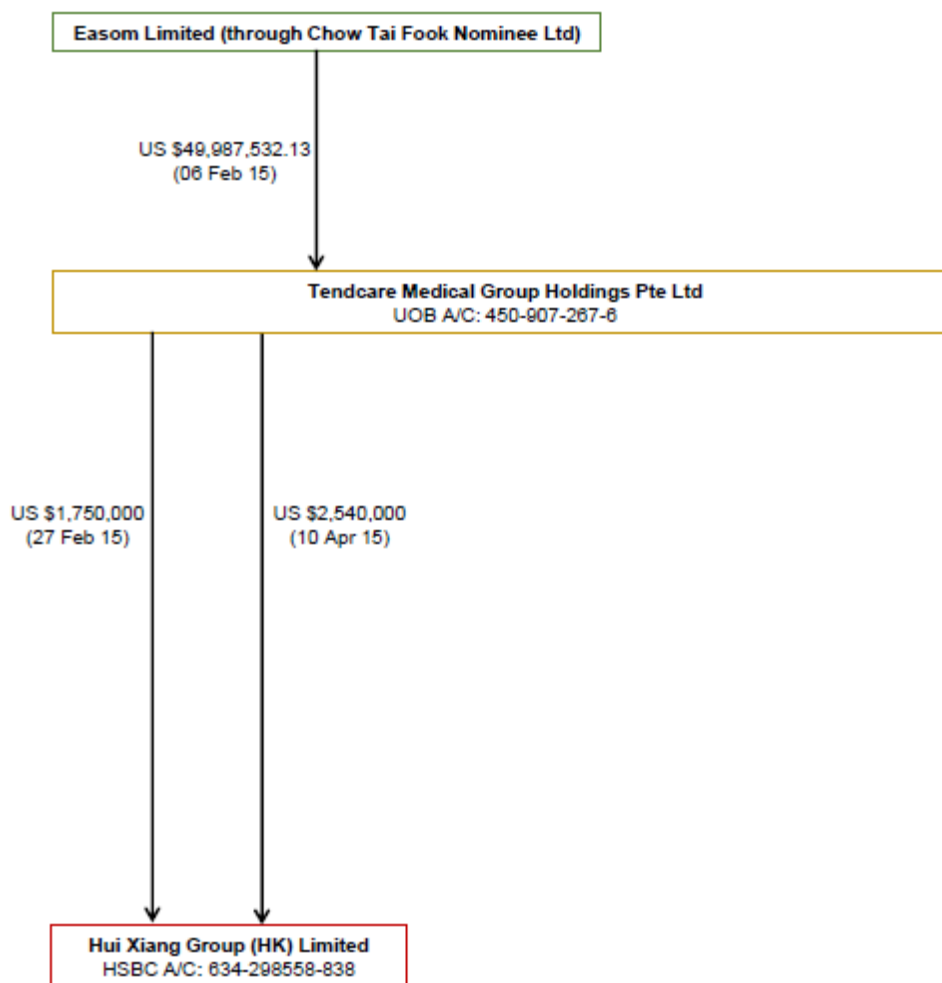 Easom Limited (through Chow Tai Fook Nominee Ltd)
US $49,987,532.13
(06 Feb 15)
Tendcare Medical Group Holdings Pte Ltd
UOB A/C: 450-907-267-6
US $1,750,000
(27 Feb 15)
US $2,540,000
(10 Apr 15)
Hui Xiang Group (HK) Limited
HSBC A/C: 634-298558-838